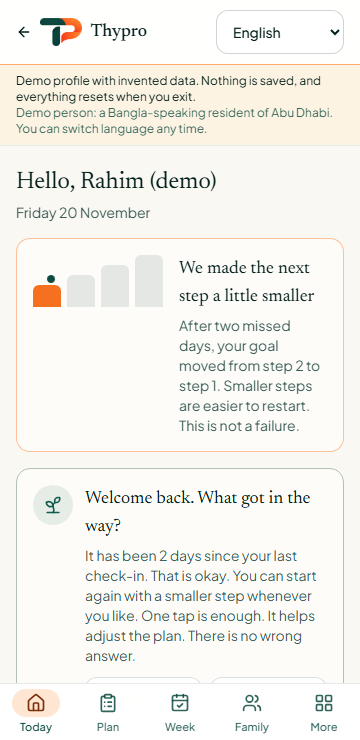 Thypro
English
Demo profile with invented data. Nothing is saved, and
everything resets when you exit.
Demo person: a Bangla-speaking resident of Abu Dhabi.
You can switch language any time.
Hello, Rahim (demo)
Friday 20 November
We made the next
step a little smaller
After two missed
days, your goal
moved from step 2 to
step 1. Smaller steps
are easier to restart.
This is not a failure.
Welcome back. What got in the
way?
It has been 2 days since your last
check-in. That is okay. You can start
again with a smaller step whenever
you like. One tap is enough. It helps
adjust the plan. There is no wrong
answer.
Today
Plan
Week
Family
More